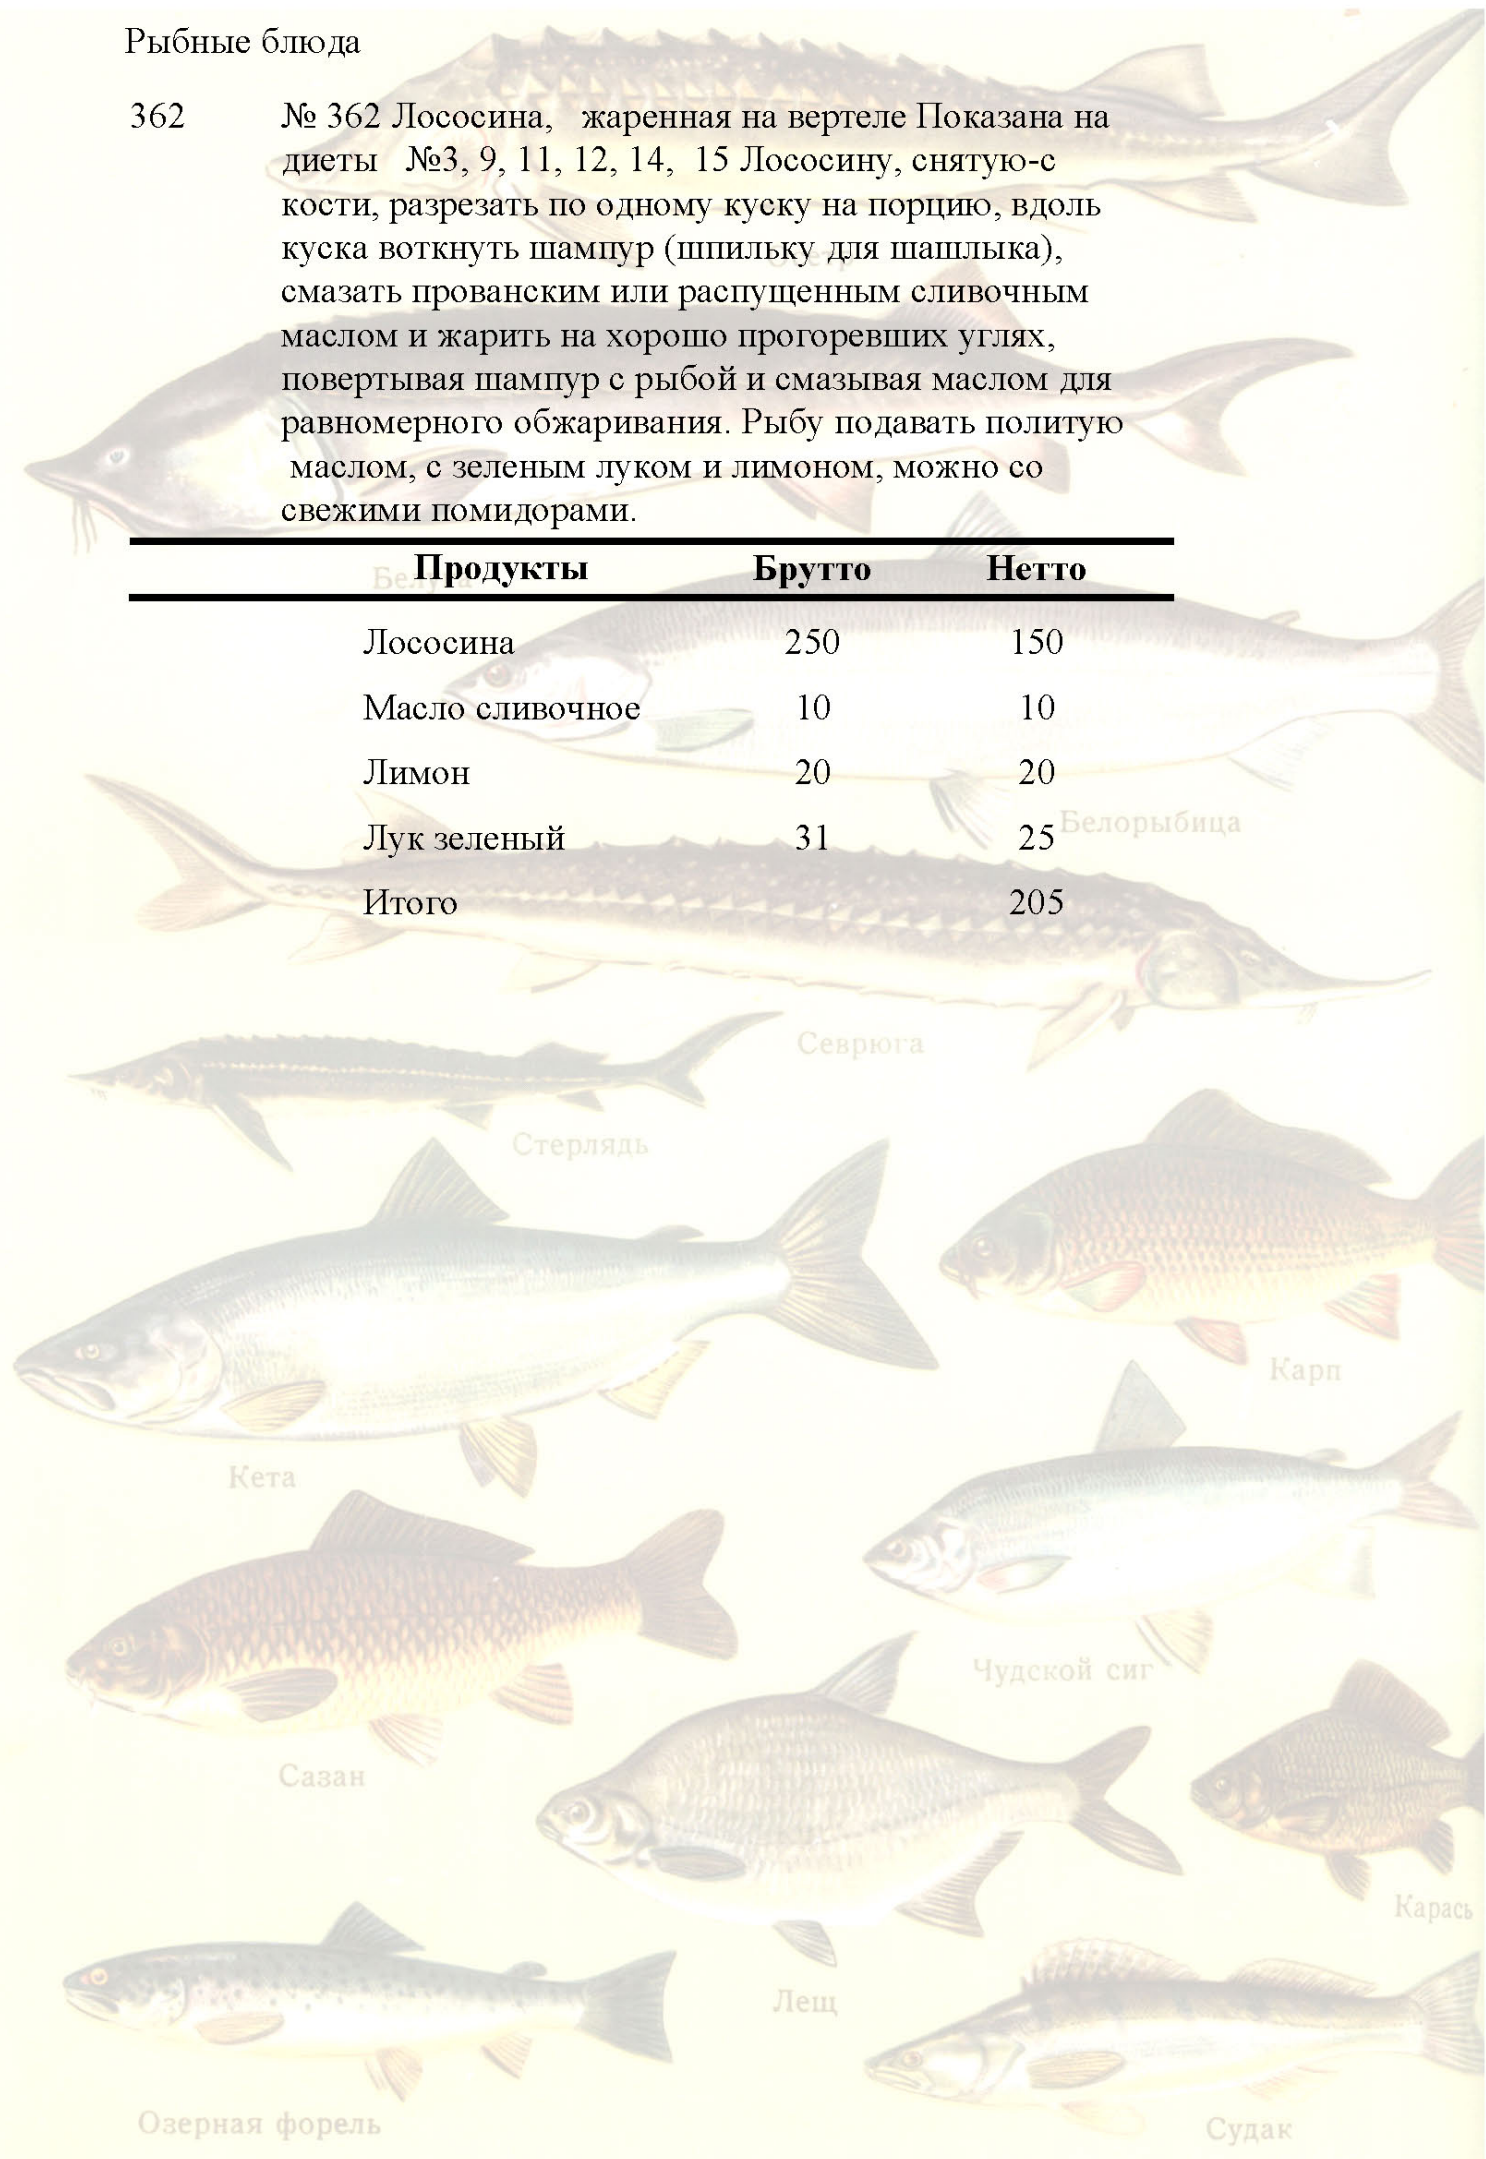 Рыбные блюда
362 № 362 Лососина, жаренная на вертеле Показана на
диеты №3, 9, 11, 12, 14, 15 Лососину, снятую-с
кости, разрезать по одному куску на порцию, вдоль
куска воткнуть шампур (шпильку для шашлыка),
смазать прованским или распущенным сливочным
маслом и жарить на хорошо прогоревших углях,
повертывая шампур с рыбой и смазывая маслом для
равномерного обжаривания. Рыбу подавать политую
маслом, с зеленым луком и лимоном, можно со
свежими помидорами.
Осетр
Белуга
Продукты Брутто Нетто
Лососина 250 150
Масло сливочное 10 10
Лимон 20 20
Белорыбица
Лук зеленый 31 25
Итого 205
Севрюга
Стерлядь
Карп
Кета
Чудской сиг
Сазан
Карась
Лещ
Озерная форель
Судак